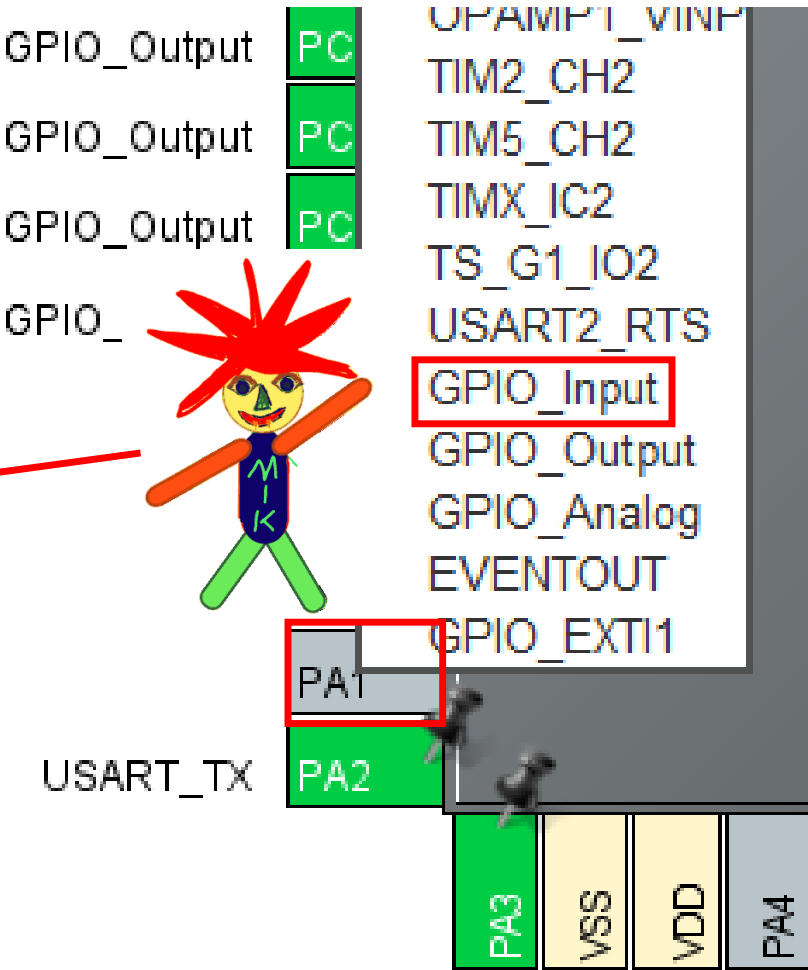 GPIO_Output PC
GPIO_Output PC
GPIO_Output PC
GPIO_
OPAMP1_VINP
TIM2_CH2
TIM5_CH2
TIMX_IC2
TS_G1_IO2
USART2_RTS
GPIO_Input
GPIO_Output
GPIO_Analog
EVENTOUT
GPIO_EXTI1
MIK
PA1
USART_TX PA2
PA3 VSS VDD PA4